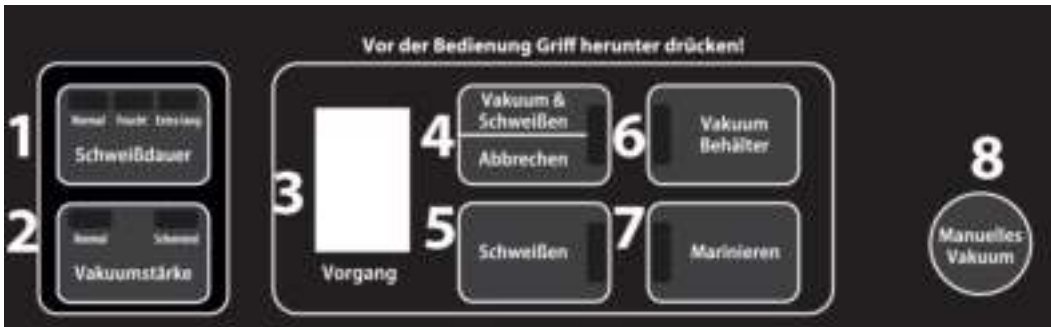 Vor der Bedienung Griff herunter drücken!
1
Normal Feucht Extra lang
Schweißdauer
2
Normal Schonend
Vakuumstärke
3
Vorgang
4
Vakuum &
Schweißen
Abbrechen
5
Schweißen
6
Vakuum
Behälter
7
Marinieren
8
Manuelles
Vakuum